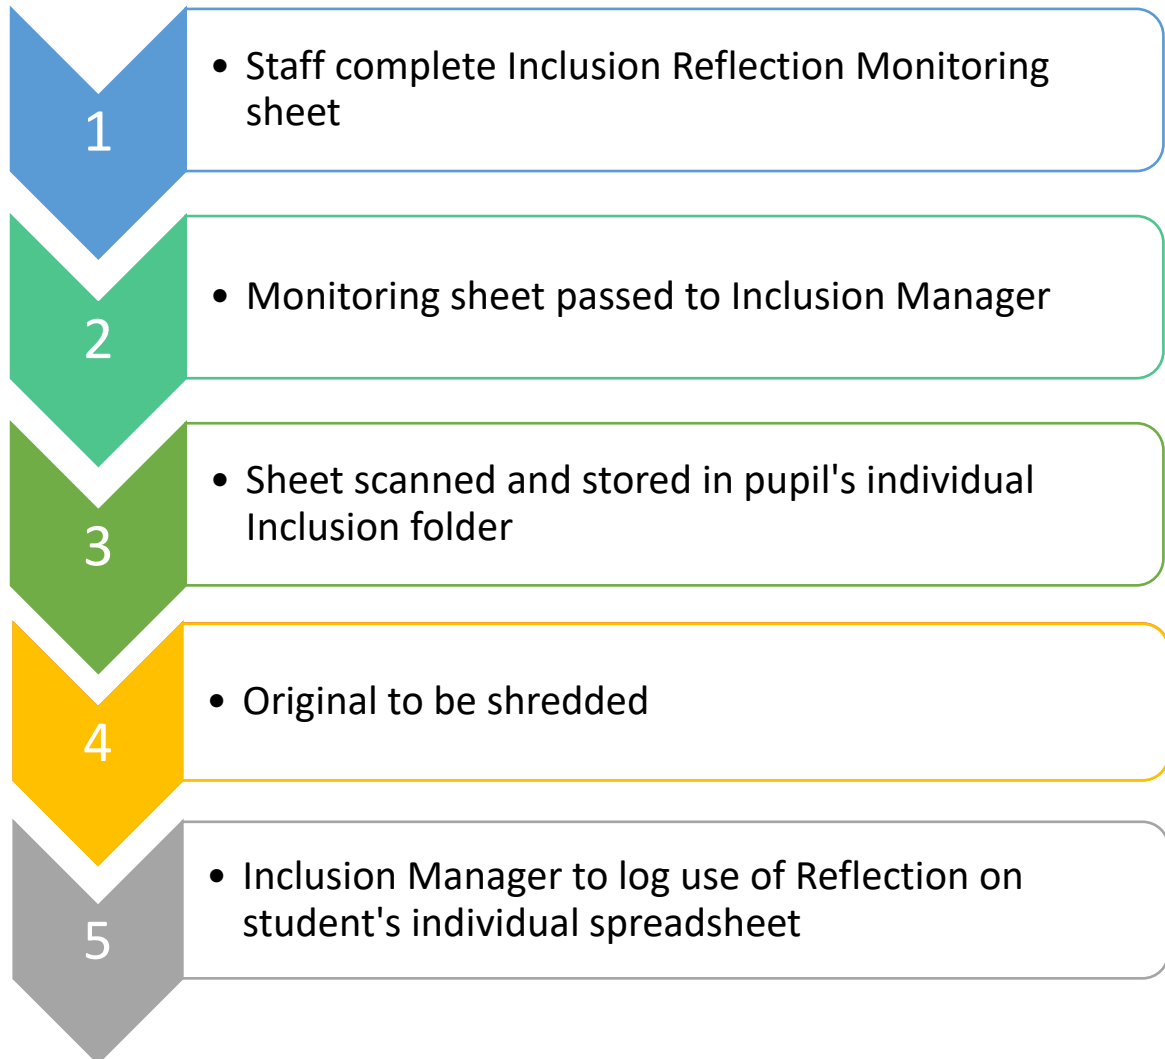 1
• Staff complete Inclusion Reflection Monitoring
sheet
2
• Monitoring sheet passed to Inclusion Manager
3
• Sheet scanned and stored in pupil's individual
Inclusion folder
4
• Original to be shredded
5
• Inclusion Manager to log use of Reflection on
student's individual spreadsheet